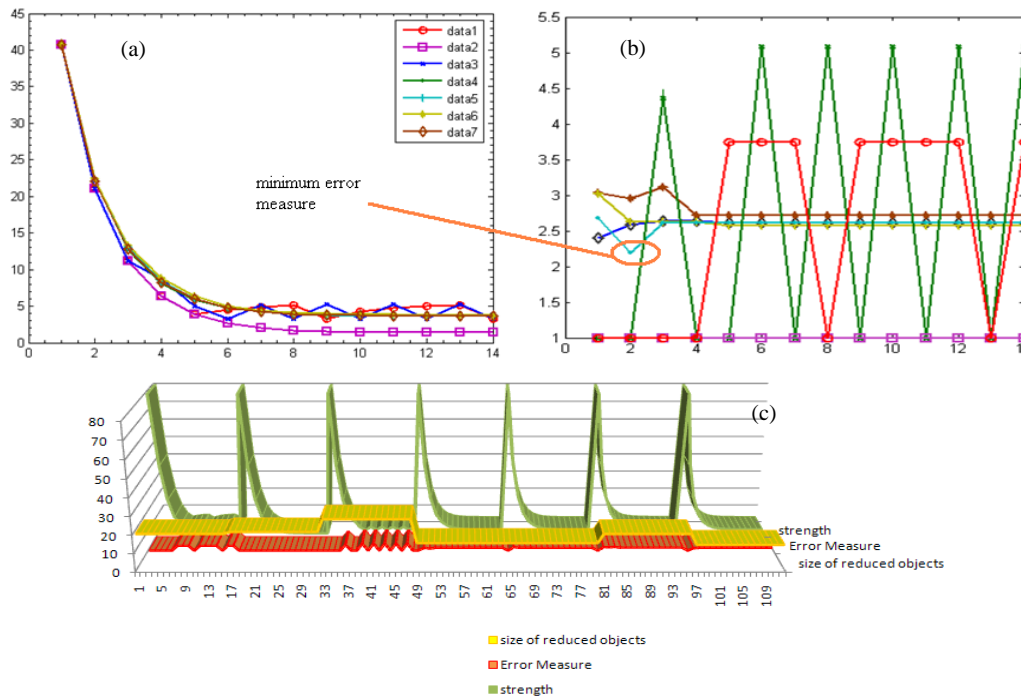 45
40
35
30
25
20
15
10
5
0
0 2 4 6 8 10 12 14
(a)
data1
data2
data3
data4
data5
data6
data7
minimum error
measure
(b)
5.5
5
4.5
4
3.5
3
2.5
2
1.5
1
0 2 4 6 8 10 12 1
(c)
80
70
60
50
40
30
20
10
0
1 5 9 13 17 21 25 29 33 37 41 45 49 53 57 61 65 69 73 77 81 85 89 93 97 101 105 109
strength
Error Measure
size of reduced objects
size of reduced objects
Error Measure
strength